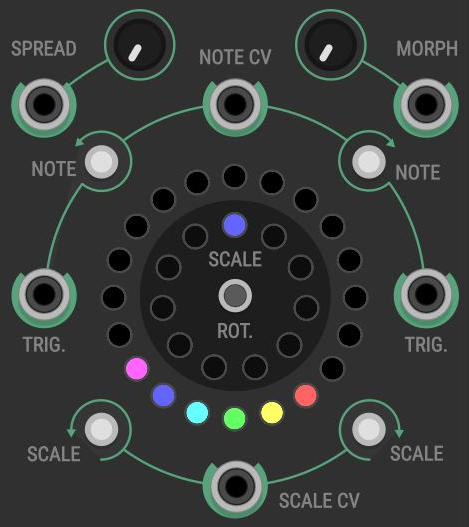 SPREAD
NOTE CV
MORPH
NOTE
NOTE
SCALE
ROT.
TRIG.
TRIG.
SCALE
SCALE
SCALE CV